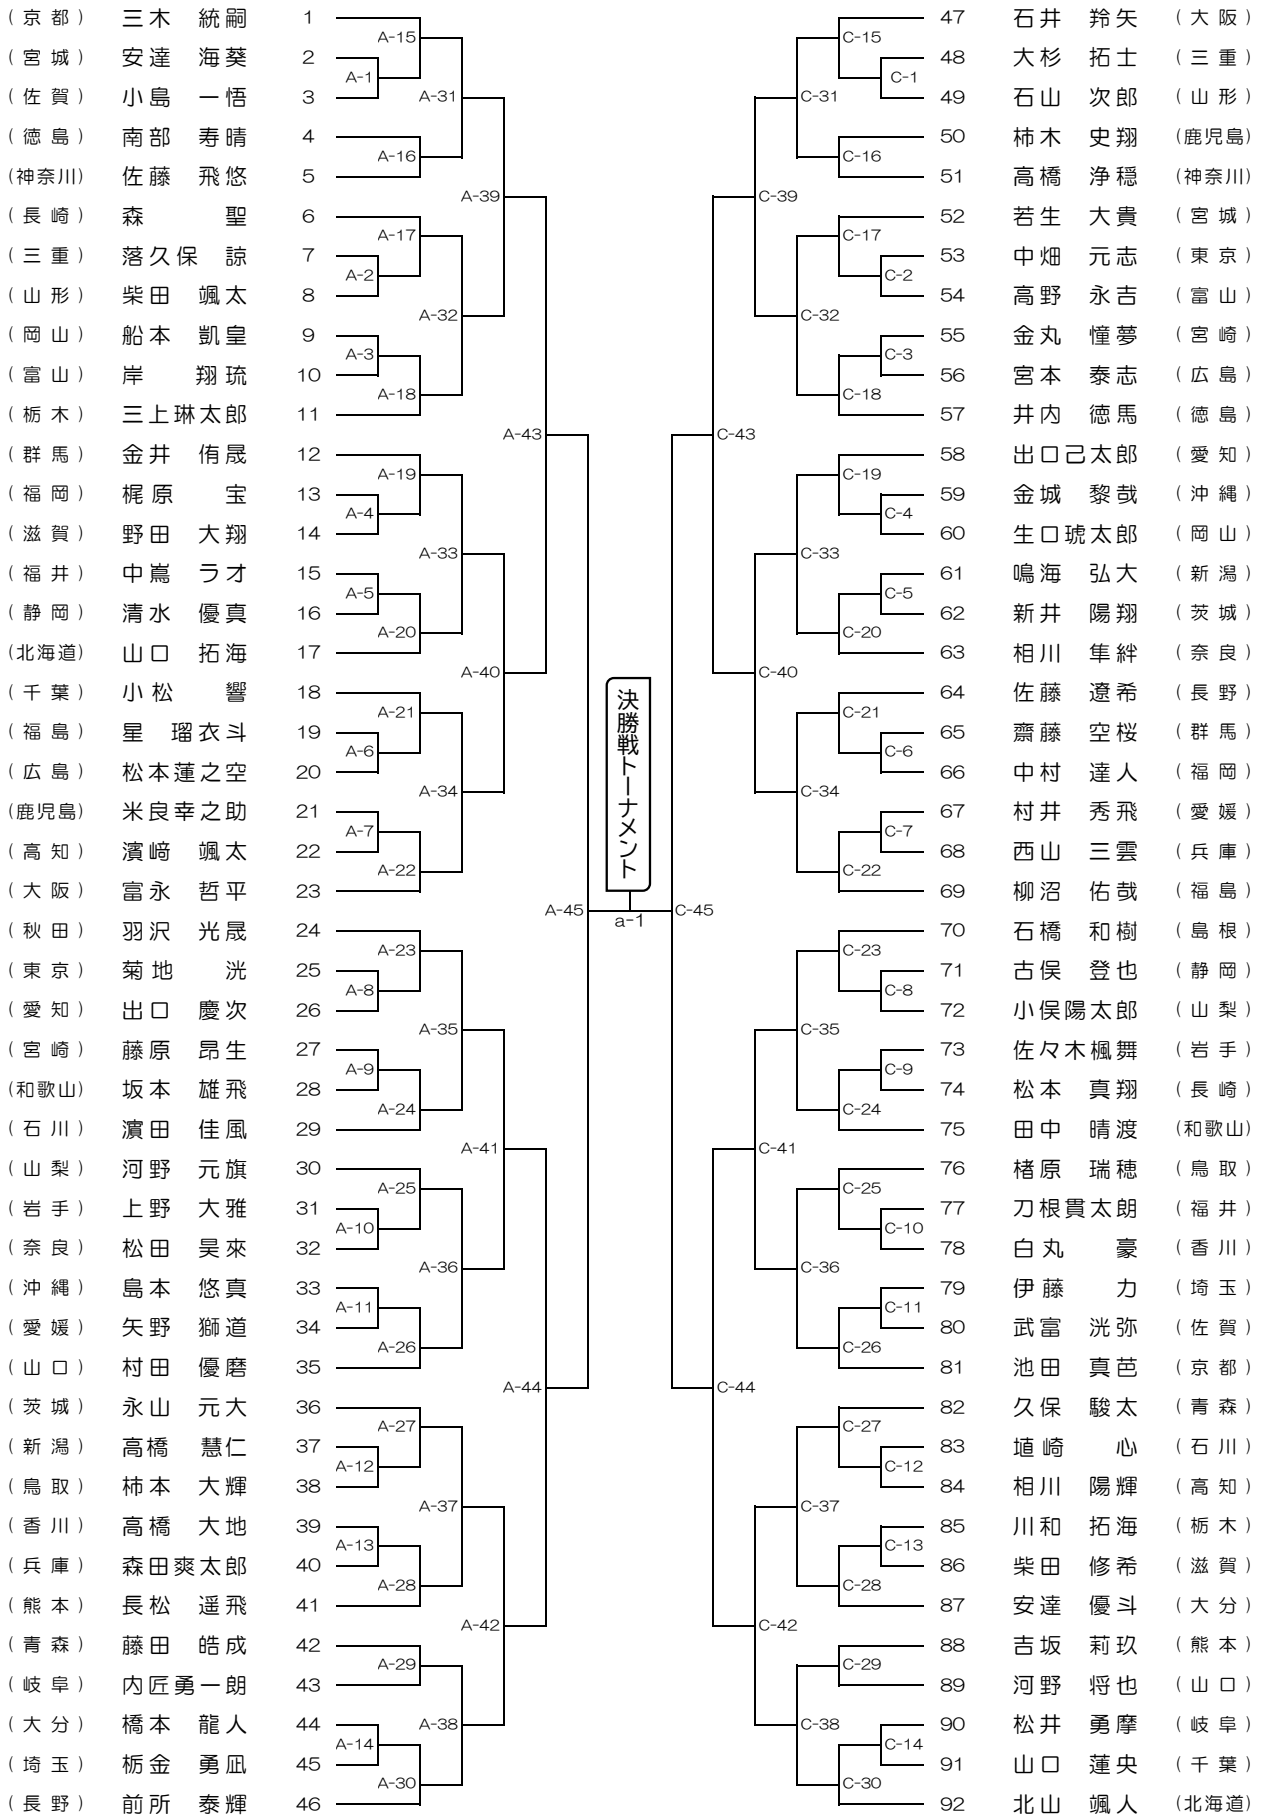 (京都) 三木 統嗣 1
(宮城) 安達 海葵 2
(佐賀) 小島 一悟 3
(徳島) 南部 寿晴 4
(神奈川) 佐藤 飛悠 5
(長崎) 森 聖 6
(三重) 落久保 諒 7
(山形) 柴田 颯太 8
(岡山) 船本 凱皇 9
(富山) 岸 翔琉 10
(栃木) 三上琳太郎 11
(群馬) 金井 侑晟 12
(福岡) 梶原 宝 13
(滋賀) 野田 大翔 14
(福井) 中嶌 ラオ 15
(静岡) 清水 優真 16
(北海道) 山口 拓海 17
(千葉) 小松 響 18
(福島) 星 瑠衣斗 19
(広島) 松本蓮之空 20
(鹿児島) 米良幸之助 21
(高知) 濱﨑 颯太 22
(大阪) 富永 哲平 23
(秋田) 羽沢 光晟 24
(東京) 菊地 洸 25
(愛知) 出口 慶次 26
(宮崎) 藤原 昂生 27
(和歌山) 坂本 雄飛 28
(石川) 濵田 佳風 29
(山梨) 河野 元旗 30
(岩手) 上野 大雅 31
(奈良) 松田 昊來 32
(沖縄) 島本 悠真 33
(愛媛) 矢野 獅道 34
(山口) 村田 優磨 35
(茨城) 永山 元大 36
(新潟) 高橋 慧仁 37
(鳥取) 柿本 大輝 38
(香川) 高橋 大地 39
(兵庫) 森田爽太郎 40
(熊本) 長松 遥飛 41
(青森) 藤田 皓成 42
(岐阜) 内匠勇一朗 43
(大分) 橋本 龍人 44
(埼玉) 栃金 勇凪 45
(長野) 前所 泰輝 46
A-1
A-2
A-3
A-4
A-5
A-6
A-7
A-8
A-9
A-10
A-11
A-12
A-13
A-14
A-15
A-16
A-17
A-18
A-19
A-20
A-21
A-22
A-23
A-24
A-25
A-26
A-27
A-28
A-29
A-30
A-31
A-32
A-33
A-34
A-35
A-36
A-37
A-38
A-39
A-40
A-41
A-42
A-43
A-44
A-45
決勝戦トーナメント
a-1
C-45
C-43
C-44
C-39
C-40
C-41
C-42
C-31
C-32
C-33
C-34
C-35
C-36
C-37
C-38
C-15
C-16
C-17
C-18
C-19
C-20
C-21
C-22
C-23
C-24
C-25
C-26
C-27
C-28
C-29
C-30
C-1
C-2
C-3
C-4
C-5
C-6
C-7
C-8
C-9
C-10
C-11
C-12
C-13
C-14
47 石井 羚矢 (大阪)
48 大杉 拓士 (三重)
49 石山 次郎 (山形)
50 柿木 史翔 (鹿児島)
51 高橋 浄穏 (神奈川)
52 若生 大貴 (宮城)
53 中畑 元志 (東京)
54 高野 永吉 (富山)
55 金丸 憧夢 (宮崎)
56 宮本 泰志 (広島)
57 井内 徳馬 (徳島)
58 出口己太郎 (愛知)
59 金城 黎哉 (沖縄)
60 生口琥太郎 (岡山)
61 鳴海 弘大 (新潟)
62 新井 陽翔 (茨城)
63 相川 隼絆 (奈良)
64 佐藤 遼希 (長野)
65 齋藤 空桜 (群馬)
66 中村 達人 (福岡)
67 村井 秀飛 (愛媛)
68 西山 三雲 (兵庫)
69 柳沼 佑哉 (福島)
70 石橋 和樹 (島根)
71 古俣 登也 (静岡)
72 小俣陽太郎 (山梨)
73 佐々木楓舞 (岩手)
74 松本 真翔 (長崎)
75 田中 晴渡 (和歌山)
76 楮原 瑞穂 (鳥取)
77 刀根貫太朗 (福井)
78 白丸 豪 (香川)
79 伊藤 力 (埼玉)
80 武富 洸弥 (佐賀)
81 池田 真芭 (京都)
82 久保 駿太 (青森)
83 埴崎 心 (石川)
84 相川 陽輝 (高知)
85 川和 拓海 (栃木)
86 柴田 修希 (滋賀)
87 安達 優斗 (大分)
88 吉坂 莉玖 (熊本)
89 河野 将也 (山口)
90 松井 勇摩 (岐阜)
91 山口 蓮央 (千葉)
92 北山 颯人 (北海道)